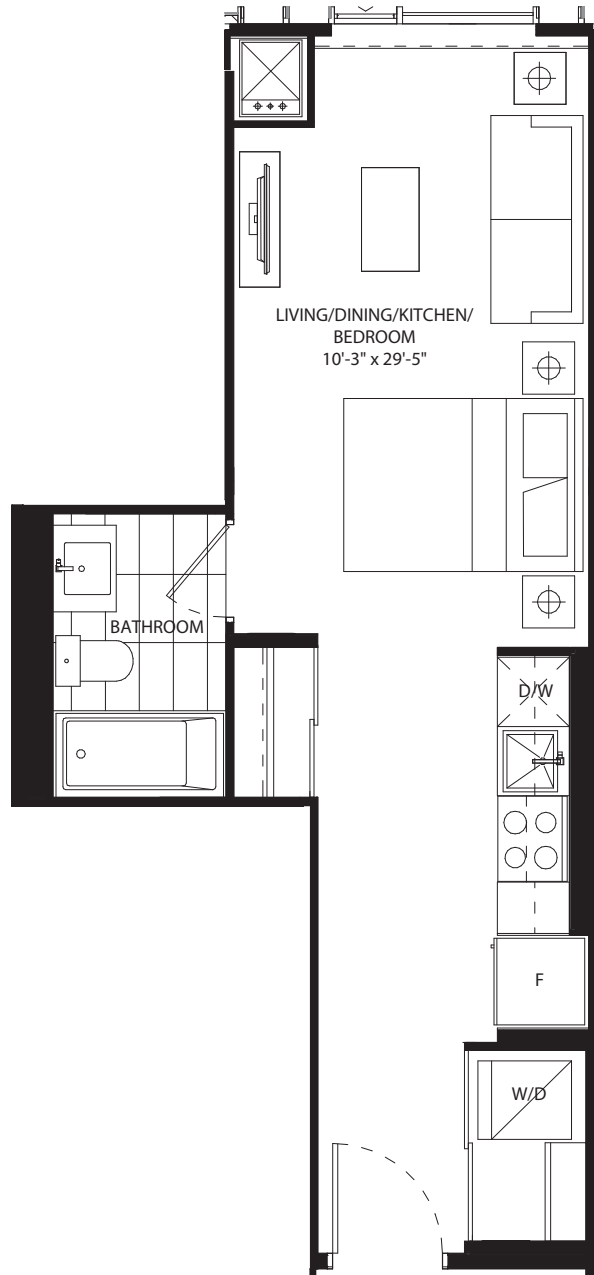 LIVING/DINING/KITCHEN/
BEDROOM
10'-3" x 29'-5"
BATHROOM
D/W
F
W/D